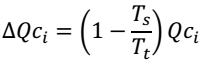 ΔQc_i = (1 − T_s/T_t) Qc_i